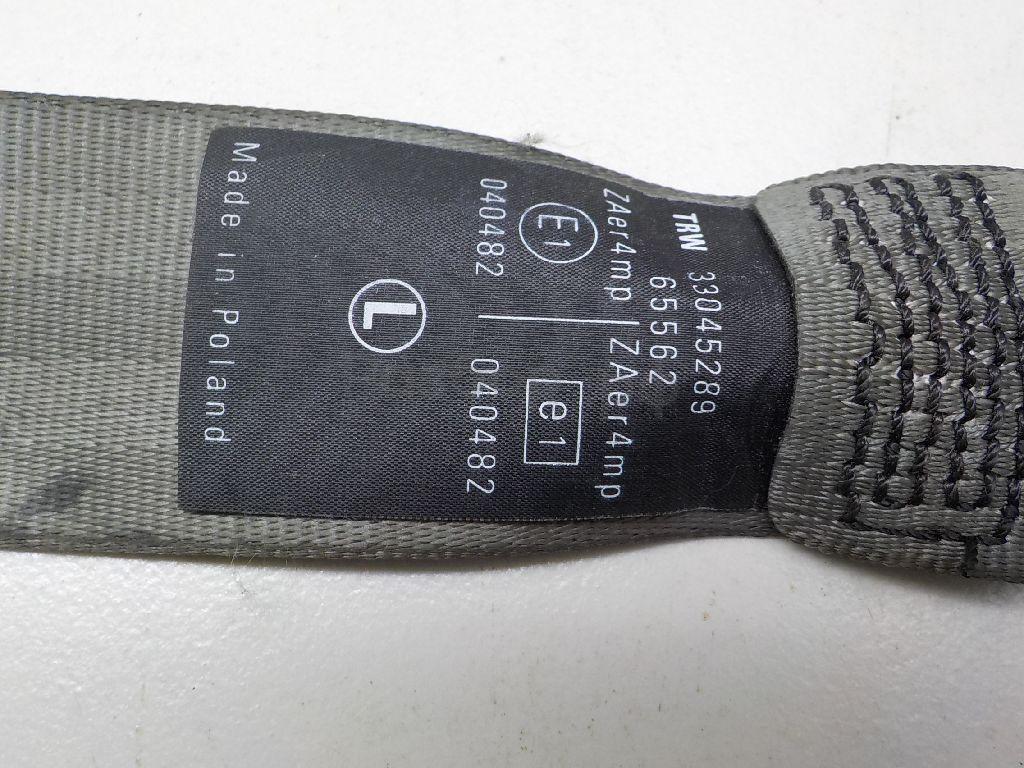 TRW 33045289
65562
ZAer4mp ZAer4mp
E1 e1
040482 040482
L
Made in Poland